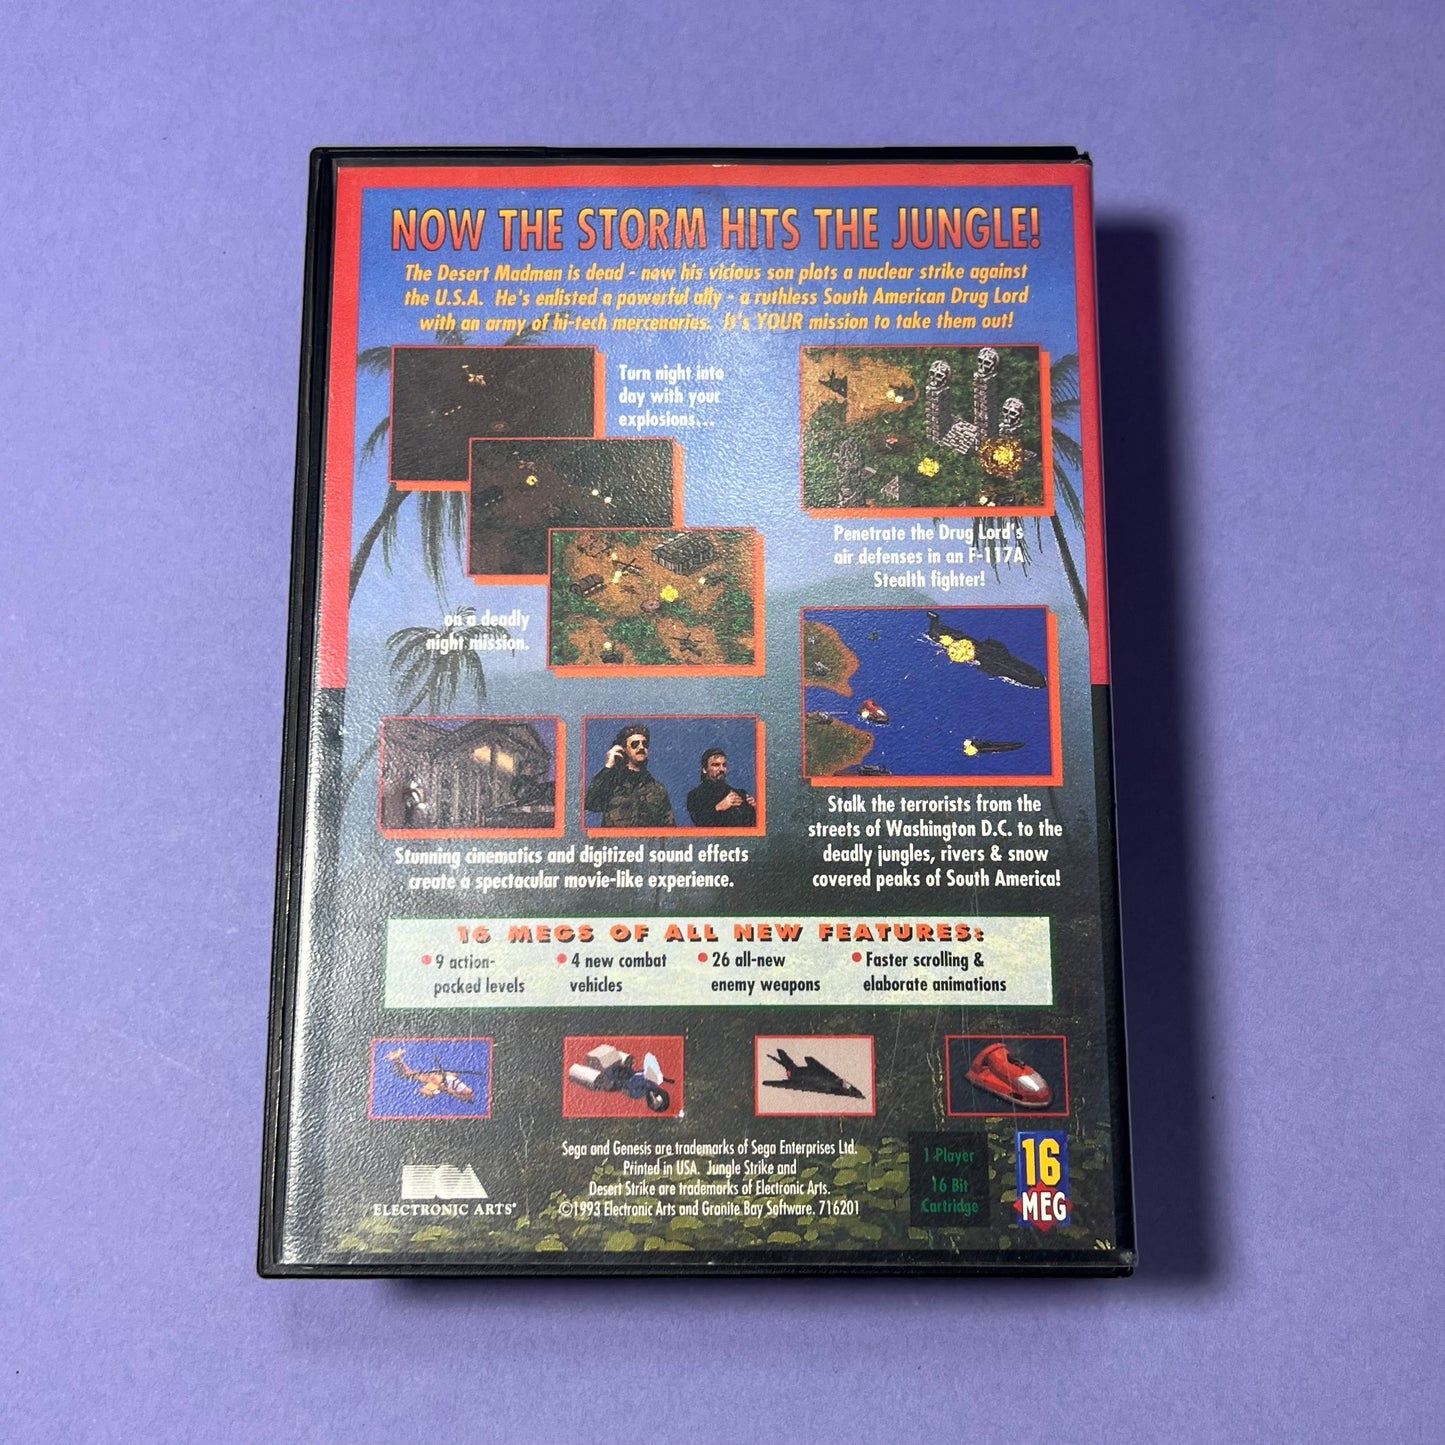 NOW THE STORM HITS THE JUNGLE!
The Desert Madman is dead - now his vicious son plots a nuclear strike against
the U.S.A. He's enlisted a powerful ally - a ruthless South American Drug Lord
with an army of hi-tech mercenaries. It's YOUR mission to take them out!
Turn night into
day with your
explosions...
on a deadly
night mission.
Penetrate the Drug Lord's
air defenses in an F-117A
Stealth fighter!
Stunning cinematics and digitized sound effects
create a spectacular movie-like experience.
Stalk the terrorists from the
streets of Washington D.C. to the
deadly jungles, rivers & snow
covered peaks of South America!
16 MEGS OF ALL NEW FEATURES:
• 9 action-
packed levels
• 4 new combat
vehicles
• 26 all-new
enemy weapons
• Faster scrolling &
elaborate animations
EA
ELECTRONIC ARTS®
Sega and Genesis are trademarks of Sega Enterprises Ltd.
Printed in USA. Jungle Strike and
Desert Strike are trademarks of Electronic Arts.
©1993 Electronic Arts and Granite Bay Software. 716201
1 Player
16 Bit
Cartridge
16
MEG